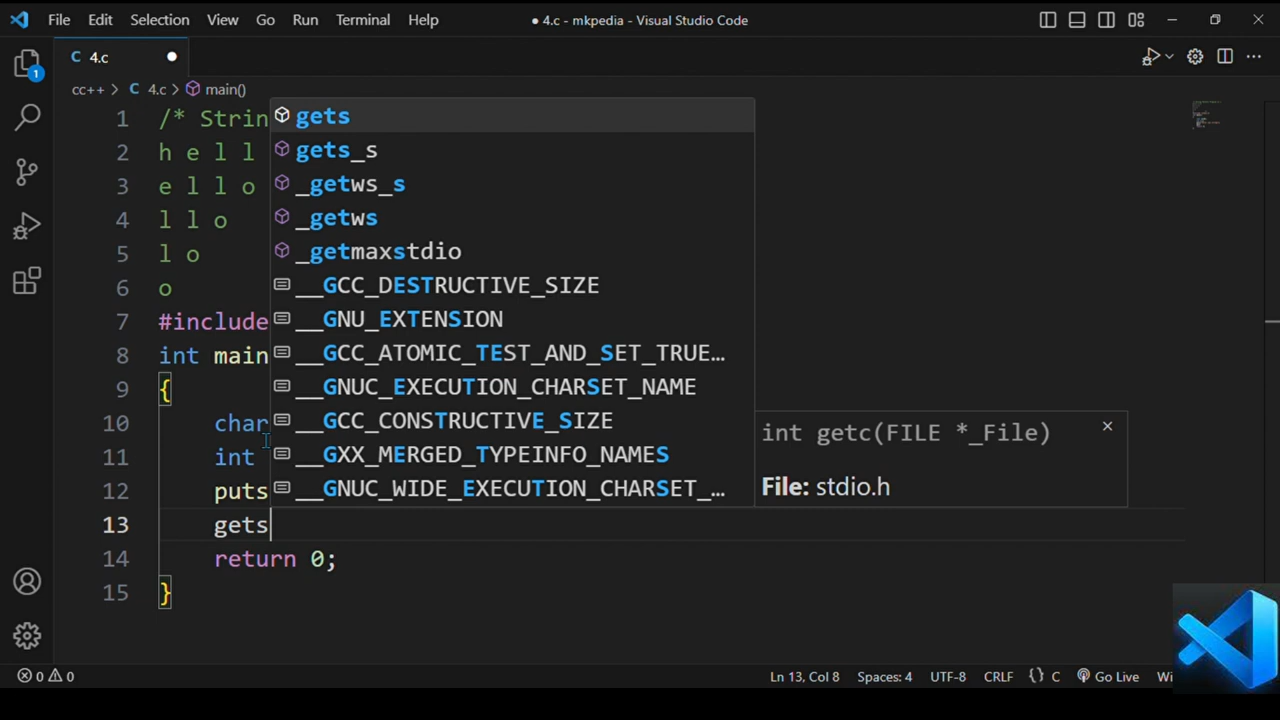 File Edit Selection View Go Run Terminal Help ● 4.c - mkpedia - Visual Studio Code
C 4.c ●
cc++ > C 4.c > main()
1 /* Strin
2 h e l l
3 e l l o
4 l l o
5 l o
6 o
7 #include
8 int main
9 {
10 char
11 int
12 puts
13 gets
14 return 0;
15 }
gets
gets_s
_getws_s
_getws
_getmaxstdio
__GCC_DESTRUCTIVE_SIZE
__GNU_EXTENSION
__GCC_ATOMIC_TEST_AND_SET_TRUE…
__GNUC_EXECUTION_CHARSET_NAME
__GCC_CONSTRUCTIVE_SIZE
__GXX_MERGED_TYPEINFO_NAMES
__GNUC_WIDE_EXECUTION_CHARSET_…
int getc(FILE *_File)
File: stdio.h
1
0 0 Ln 13, Col 8 Spaces: 4 UTF-8 CRLF {} C Go Live Wi